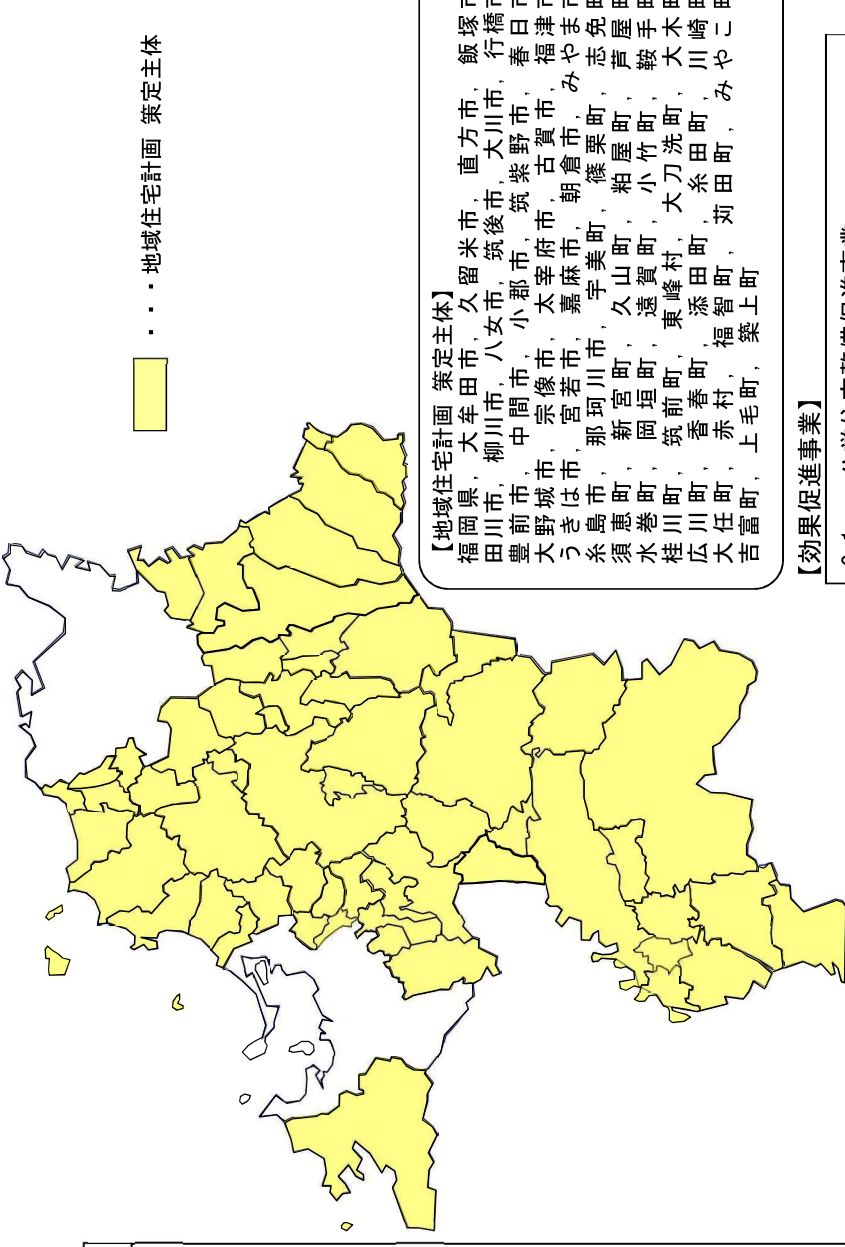 ・・・地域住宅計画 策定主体
【地域住宅計画 策定主体】
福岡県，大牟田市，久留米市，直方市，飯塚市
田川市，柳川市，八女市，筑後市，大川市，行橋市
豊前市，中間市，小郡市，筑紫野市，春日市
大野城市，宗像市，太宰府市，古賀市，福津市
うきは市，宮若市，嘉麻市，朝倉市，みやま市
糸島市，那珂川市，宇美町，篠栗町，志免町
須恵町，新宮町，久山町，粕屋町，芦屋町
水巻町，岡垣町，遠賀町，小竹町，鞍手町
桂川町，筑前町，東峰村，大刀洗町，大木町
広川町，香春町，添田町，糸田町，川崎町
大任町，赤村，福智町，苅田町，みやこ町
吉富町，上毛町，築上町
【効果促進事業】